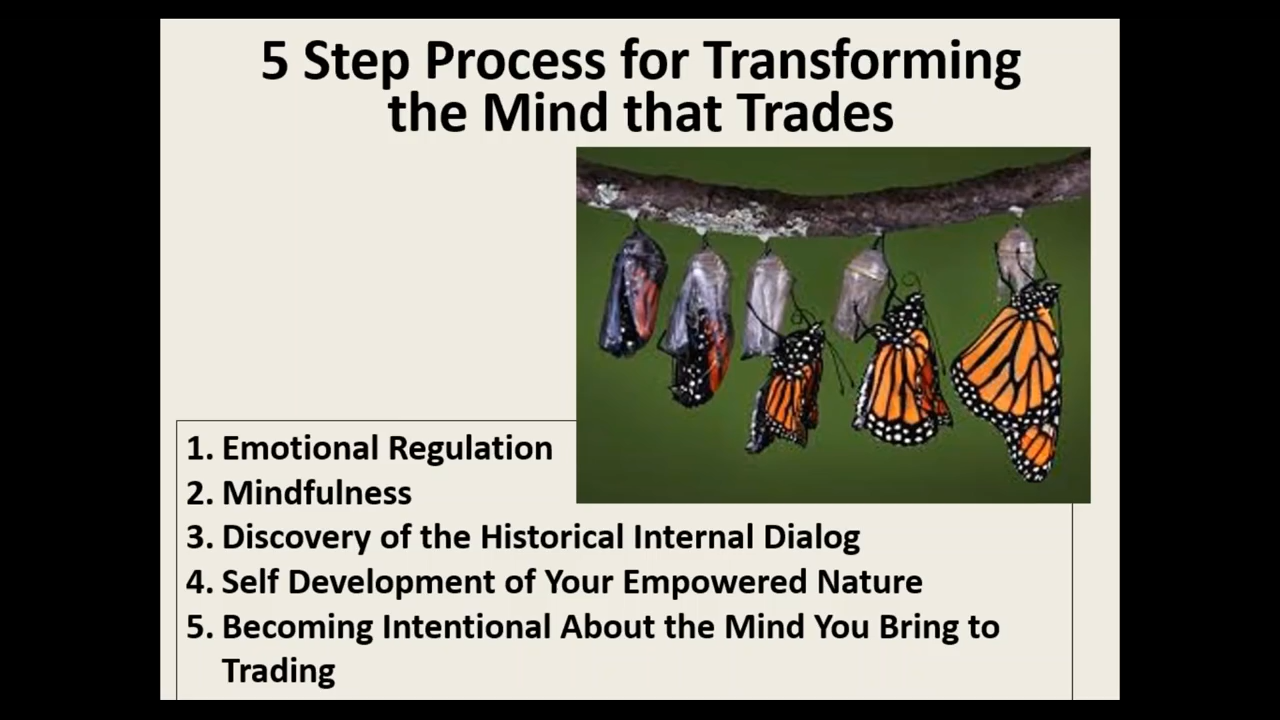 5 Step Process for Transforming
the Mind that Trades
1. Emotional Regulation
2. Mindfulness
3. Discovery of the Historical Internal Dialog
4. Self Development of Your Empowered Nature
5. Becoming Intentional About the Mind You Bring to
Trading